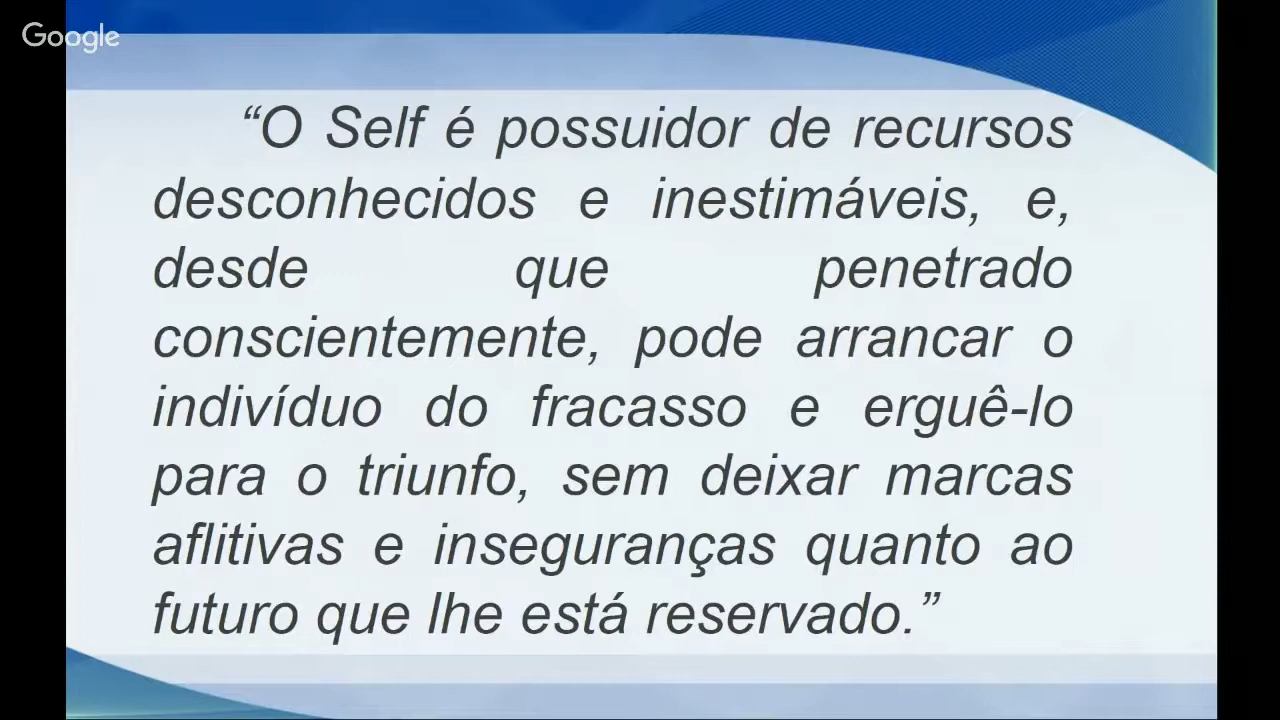 Google
“O Self é possuidor de recursos
desconhecidos e inestimáveis, e,
desde que penetrado
conscientemente, pode arrancar o
indivíduo do fracasso e erguê-lo
para o triunfo, sem deixar marcas
aflitivas e inseguranças quanto ao
futuro que lhe está reservado.”